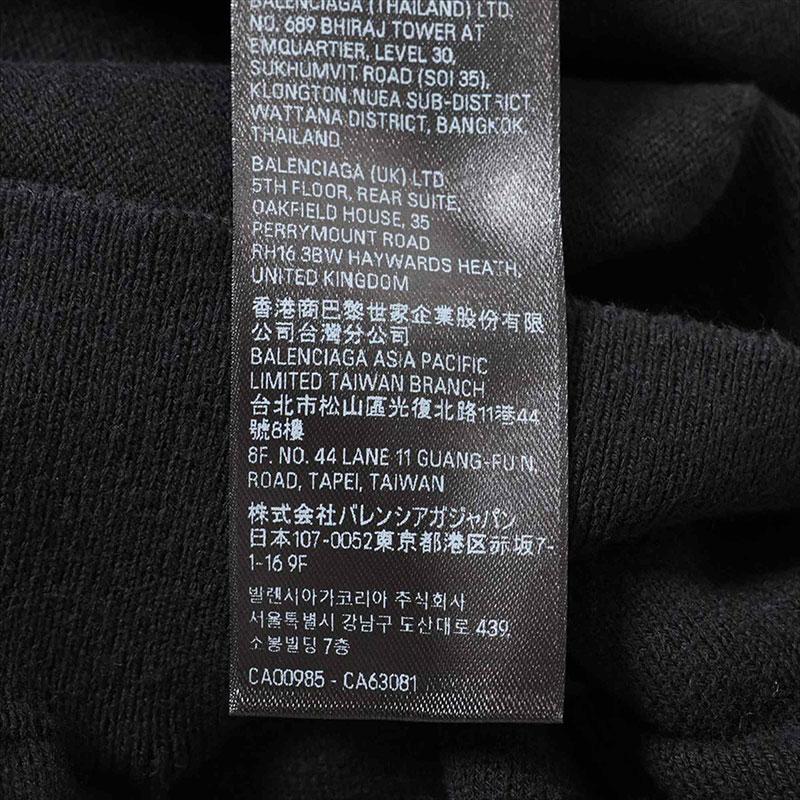 BALENCIAGA (THAILAND) LTD.
NO. 689 BHIRAJ TOWER AT
EMQUARTIER, LEVEL 30,
SUKHUMVIT ROAD (SOI 35),
KLONGTON NUEA SUB-DISTRICT,
WATTANA DISTRICT, BANGKOK,
THAILAND.
BALENCIAGA (UK) LTD.
5TH FLOOR, REAR SUITE,
OAKFIELD HOUSE, 35
PERRYMOUNT ROAD
RH16 3BW HAYWARDS HEATH,
UNITED KINGDOM
香港商巴黎世家企業股份有限
公司台灣分公司
BALENCIAGA ASIA PACIFIC
LIMITED TAIWAN BRANCH
台北市松山區光復北路11港44
號8樓
8F. NO. 44 LANE 11 GUANG-FU N,
ROAD, TAPEI, TAIWAN
株式会社バレンシアガジャパン
日本107-0052東京都港区赤坂7-
1-16 9F
발렌시아가코리아 주식회사
서울특별시 강남구 도산대로 439,
소봉빌딩 7층
CA00985 - CA63081